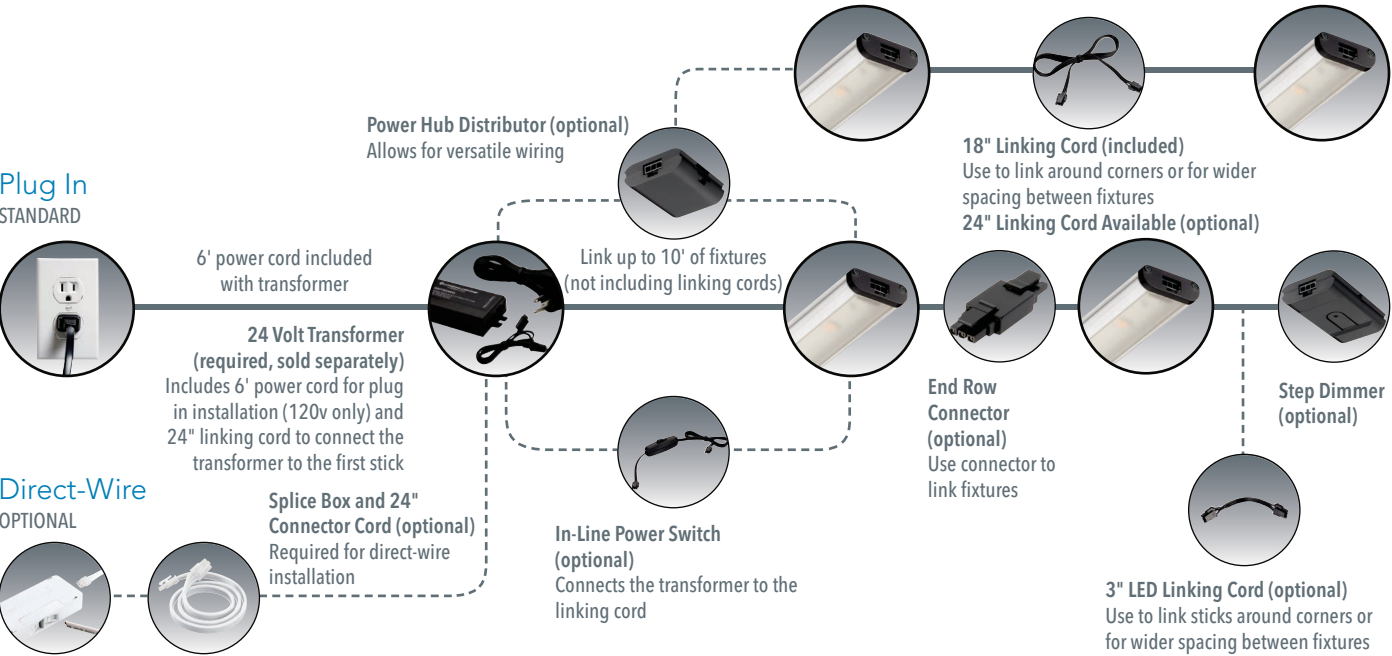 Power Hub Distributor (optional)
Allows for versatile wiring
18" Linking Cord (included)
Use to link around corners or for wider
spacing between fixtures
24" Linking Cord Available (optional)
Plug In
STANDARD
6' power cord included
with transformer
Link up to 10' of fixtures
(not including linking cords)
24 Volt Transformer
(required, sold separately)
Includes 6' power cord for plug
in installation (120v only) and
24" linking cord to connect the
transformer to the first stick
End Row
Connector
(optional)
Use connector to
link fixtures
Step Dimmer
(optional)
Direct-Wire
OPTIONAL
Splice Box and 24"
Connector Cord (optional)
Required for direct-wire
installation
In-Line Power Switch
(optional)
Connects the transformer to the
linking cord
3" LED Linking Cord (optional)
Use to link sticks around corners or
for wider spacing between fixtures